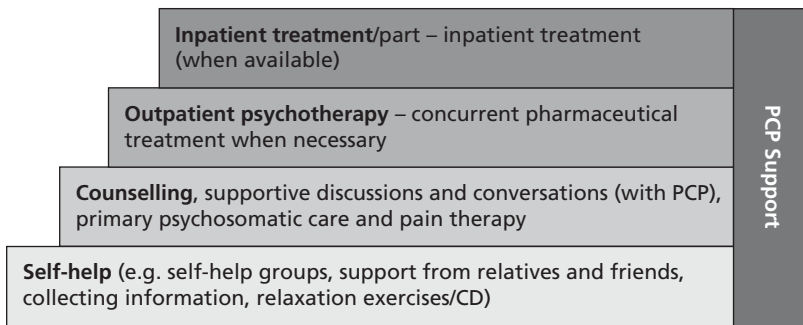 Inpatient treatment/part – inpatient treatment
(when available)
Outpatient psychotherapy – concurrent pharmaceutical
treatment when necessary
Counselling, supportive discussions and conversations (with PCP),
primary psychosomatic care and pain therapy
Self-help (e.g. self-help groups, support from relatives and friends,
collecting information, relaxation exercises/CD)
PCP Support